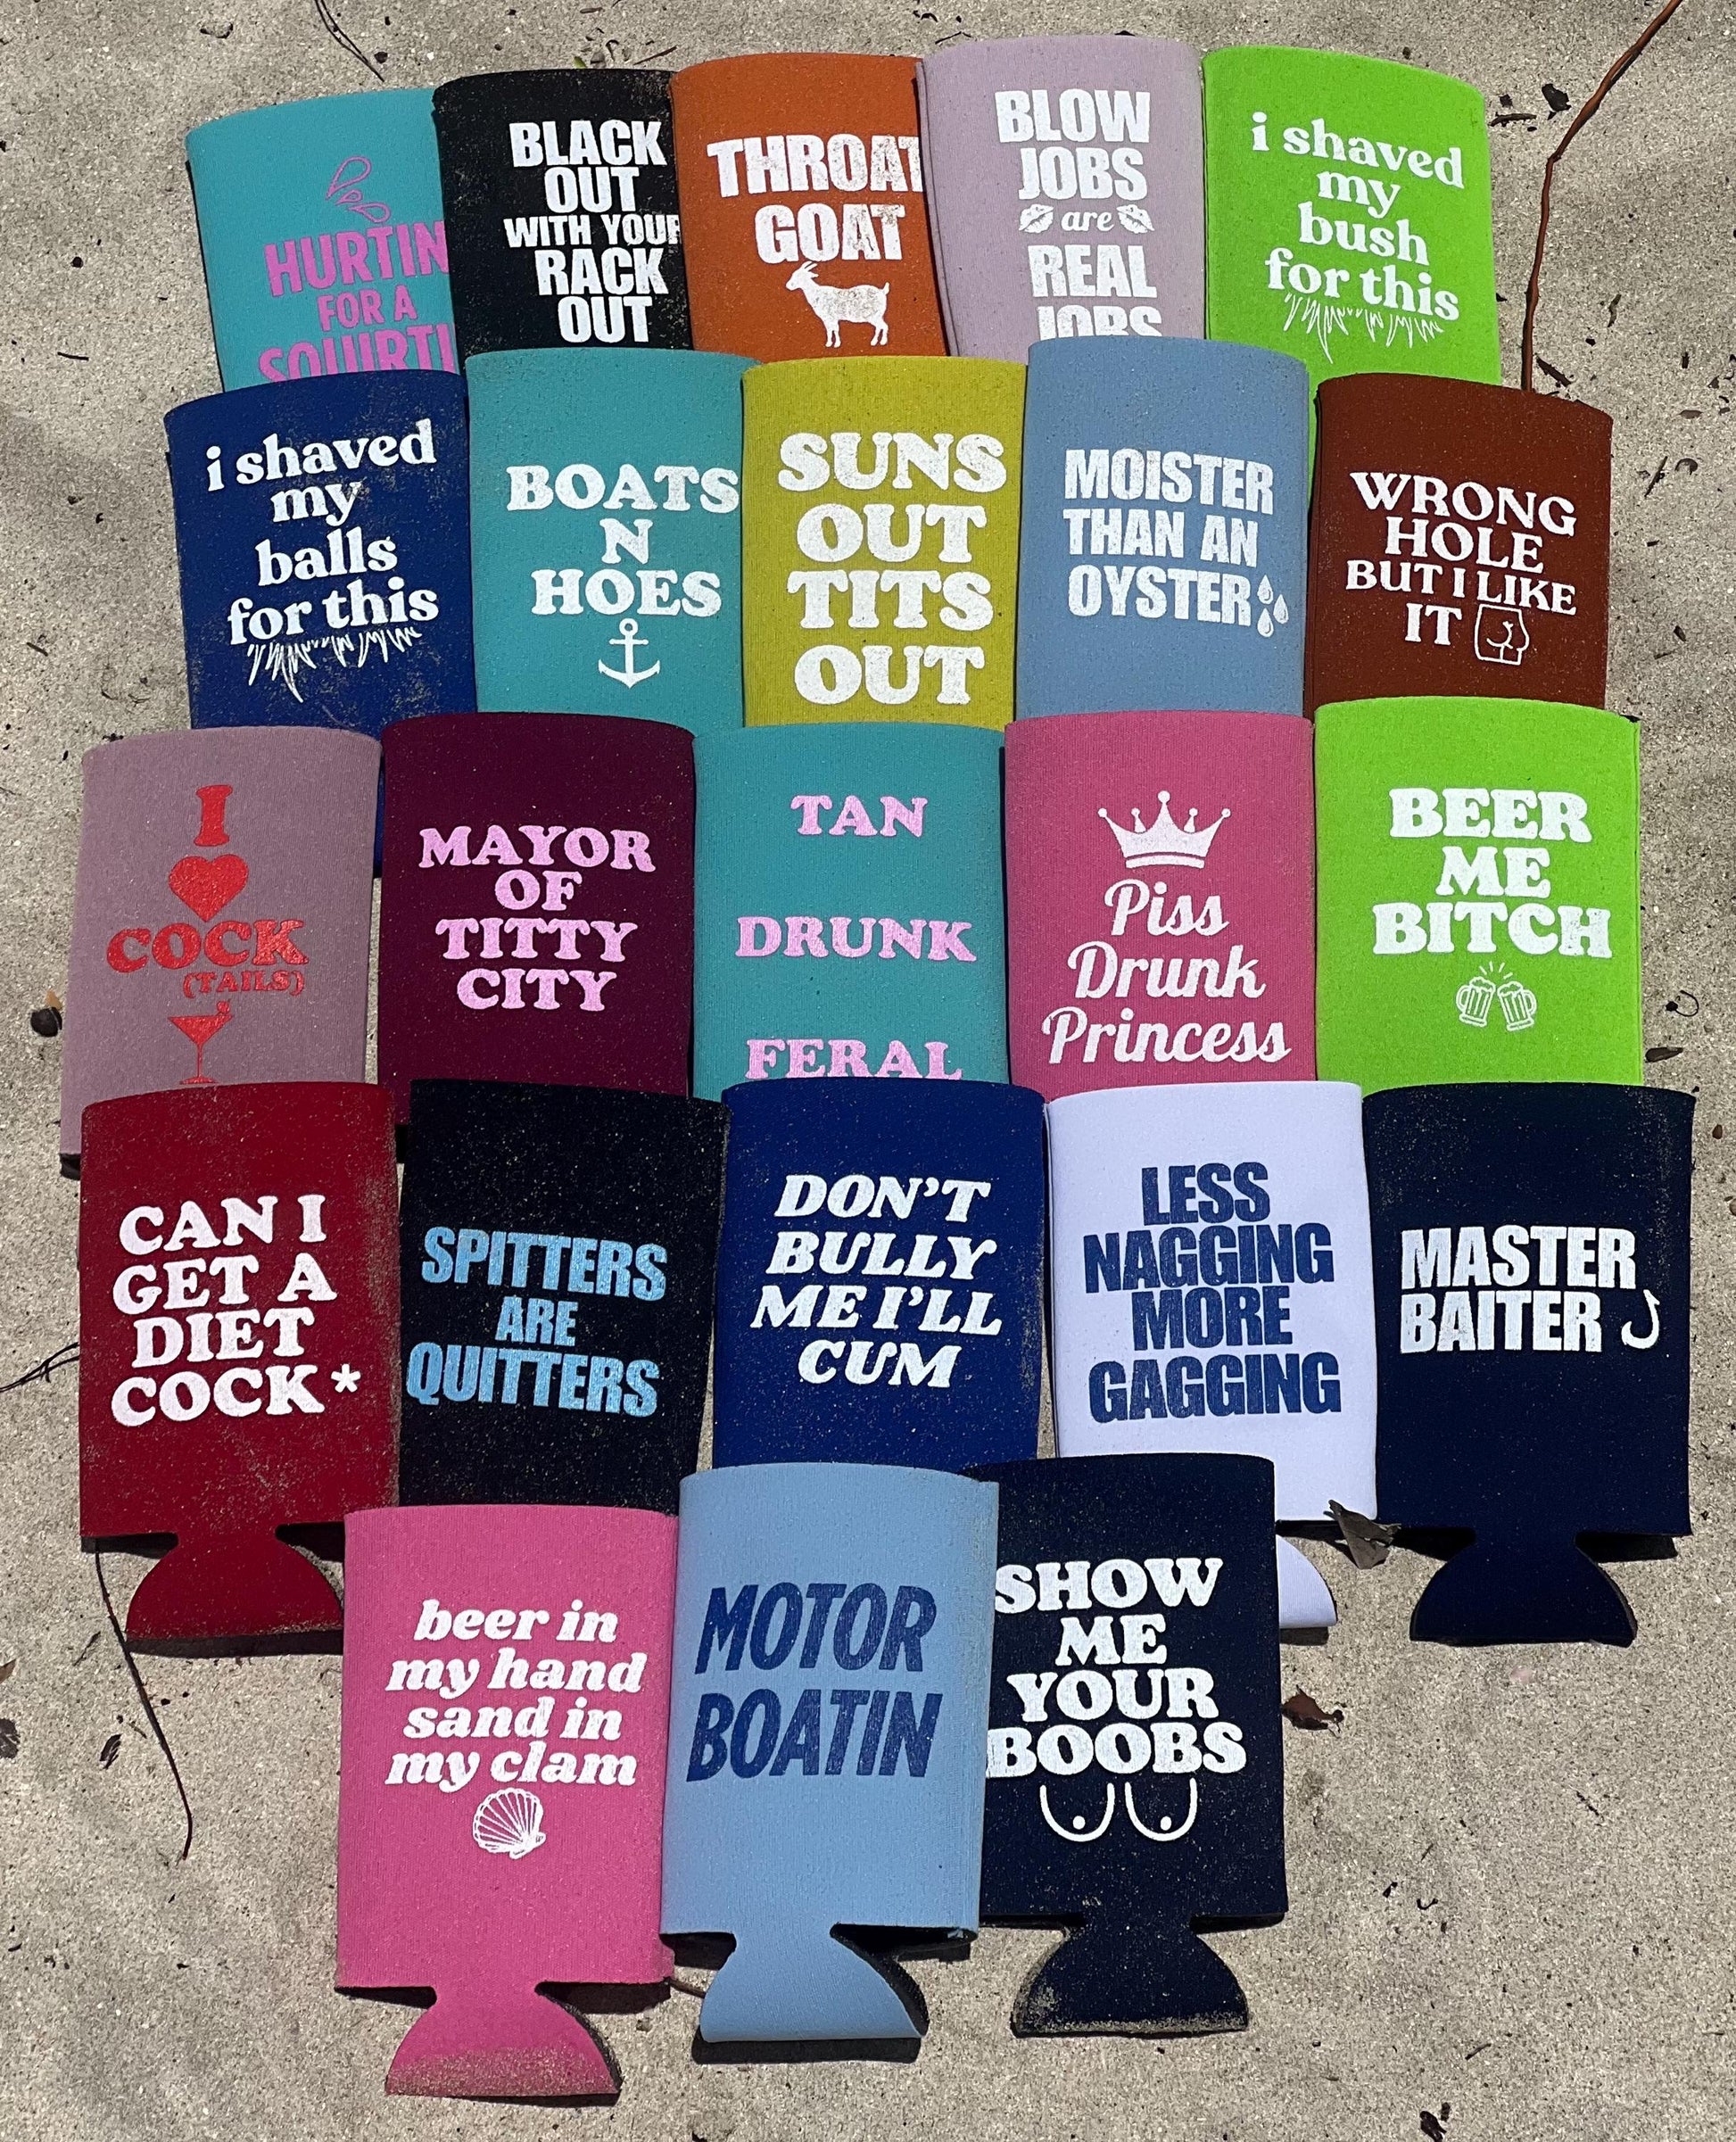 HURTIN
FOR A
BLACK
OUT
WITH YOUR
RACK
OUT
THROAT
GOAT
BLOW
JOBS
are
REAL
JOBS
i shaved
my
bush
for this
i shaved
my
balls
for this
BOATS
N
HOES
SUNS
OUT
TITS
OUT
MOISTER
THAN AN
OYSTER
WRONG
HOLE
BUT I LIKE
IT
I
COCK
(TAILS)
MAYOR
OF
TITTY
CITY
TAN
DRUNK
FERAL
Piss
Drunk
Princess
BEER
ME
BITCH
CAN I
GET A
DIET
COCK*
SPITTERS
ARE
QUITTERS
DON'T
BULLY
ME I'LL
CUM
LESS
NAGGING
MORE
GAGGING
MASTER
BAITER
beer in
my hand
sand in
my clam
MOTOR
BOATIN
SHOW
ME
YOUR
BOOBS